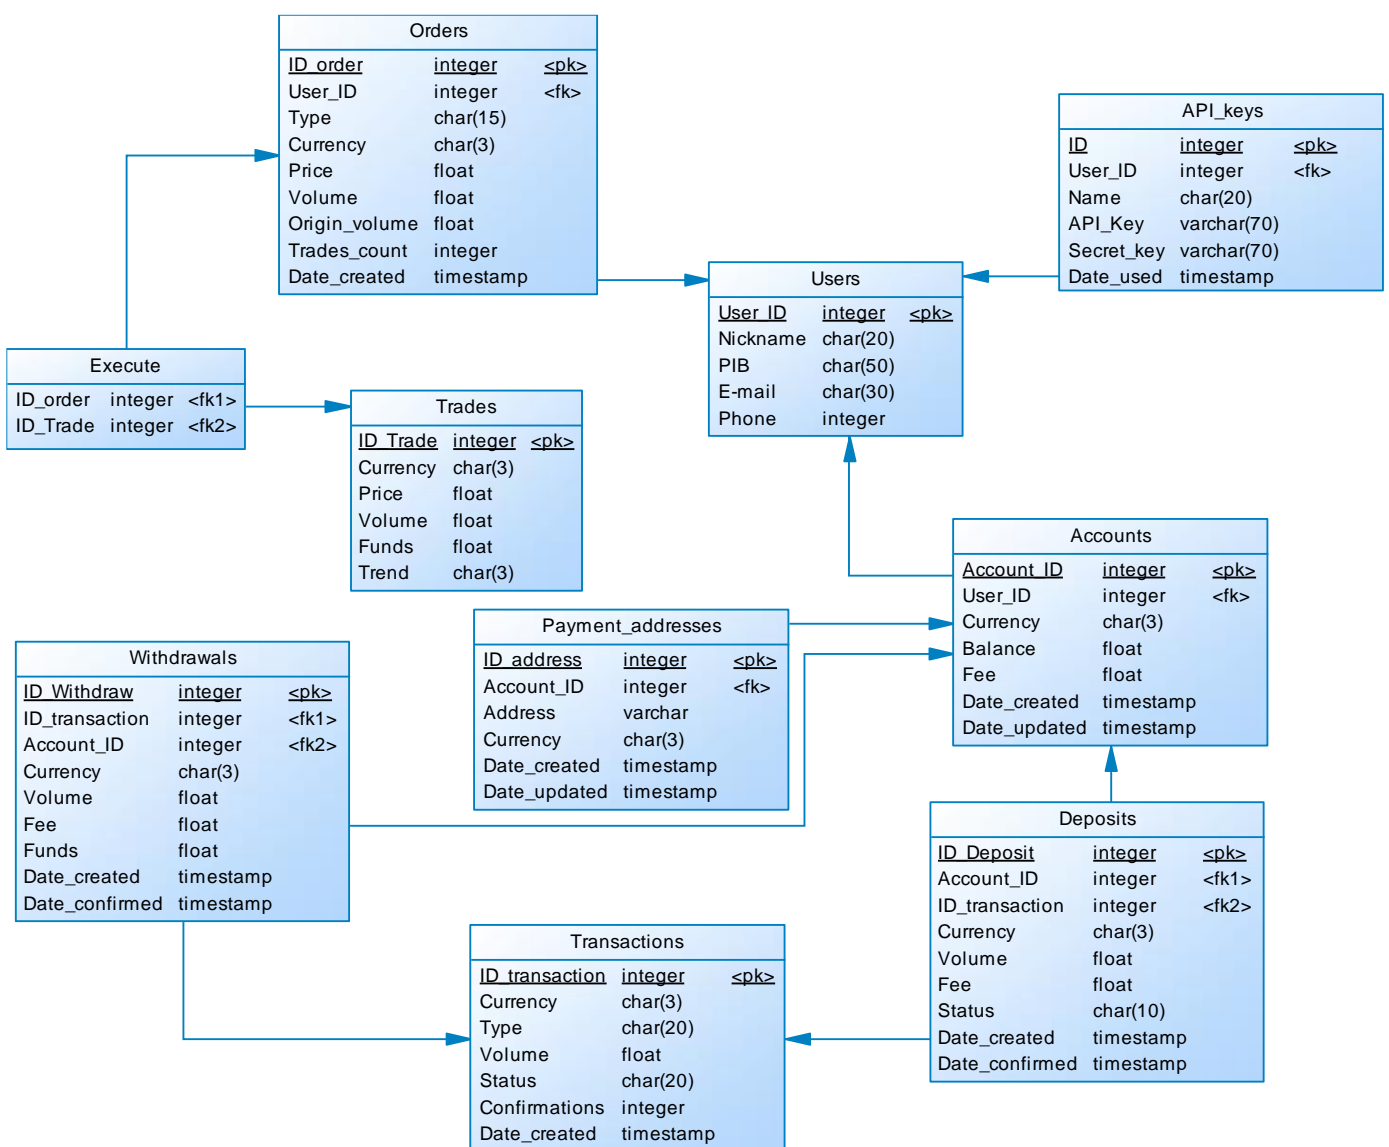 Orders
ID_order integer <pk>
User_ID integer <fk>
Type char(15)
Currency char(3)
Price float
Volume float
Origin_volume float
Trades_count integer
Date_created timestamp
API_keys
ID integer <pk>
User_ID integer <fk>
Name char(20)
API_Key varchar(70)
Secret_key varchar(70)
Date_used timestamp
Users
User_ID integer <pk>
Nickname char(20)
PIB char(50)
E-mail char(30)
Phone integer
Execute
ID_order integer <fk1>
ID_Trade integer <fk2>
Trades
ID_Trade integer <pk>
Currency char(3)
Price float
Volume float
Funds float
Trend char(3)
Accounts
Account_ID integer <pk>
User_ID integer <fk>
Currency char(3)
Balance float
Fee float
Date_created timestamp
Date_updated timestamp
Payment_addresses
ID_address integer <pk>
Account_ID integer <fk>
Address varchar
Currency char(3)
Date_created timestamp
Date_updated timestamp
Withdrawals
ID_Withdraw integer <pk>
ID_transaction integer <fk1>
Account_ID integer <fk2>
Currency char(3)
Volume float
Fee float
Funds float
Date_created timestamp
Date_confirmed timestamp
Deposits
ID_Deposit integer <pk>
Account_ID integer <fk1>
ID_transaction integer <fk2>
Currency char(3)
Volume float
Fee float
Status char(10)
Date_created timestamp
Date_confirmed timestamp
Transactions
ID_transaction integer <pk>
Currency char(3)
Type char(20)
Volume float
Status char(20)
Confirmations integer
Date_created timestamp